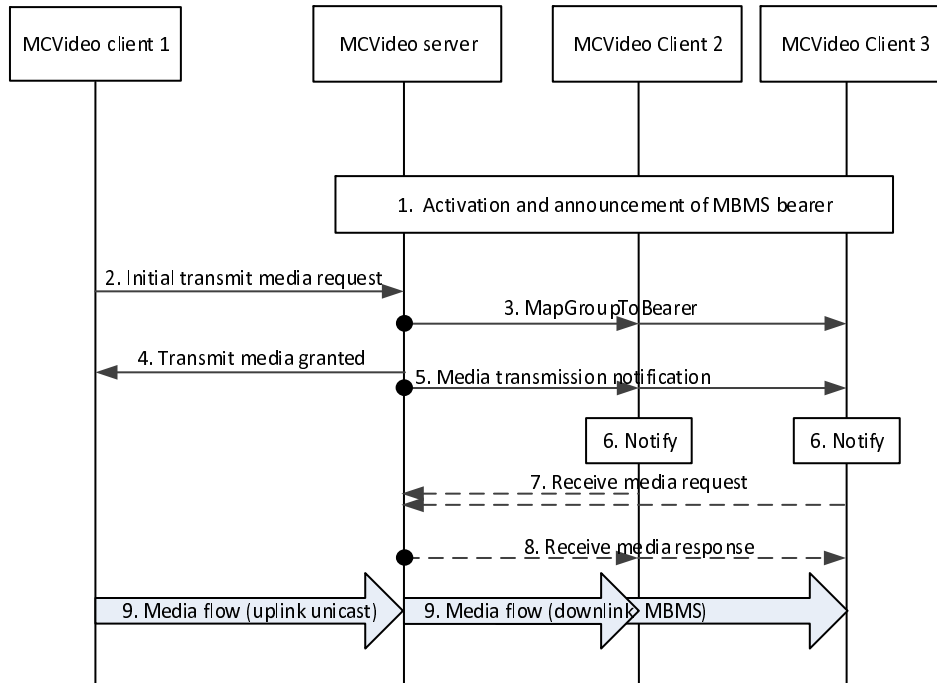 MCVideo client 1
MCVideo server
MCVideo Client 2
MCVideo Client 3
1. Activation and announcement of MBMS bearer
2. Initial transmit media request
3. MapGroupToBearer
4. Transmit media granted
5. Media transmission notification
6. Notify
6. Notify
7. Receive media request
8. Receive media response
9. Media flow (uplink unicast)
9. Media flow (downlink MBMS)